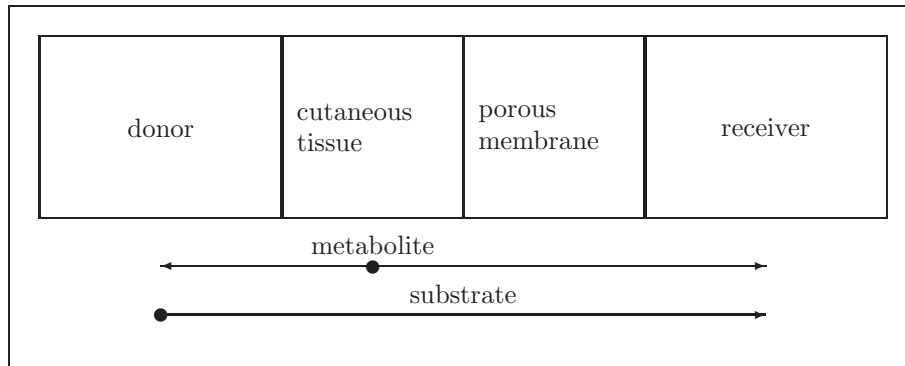 donor
cutaneous
tissue
porous
membrane
receiver
metabolite
substrate